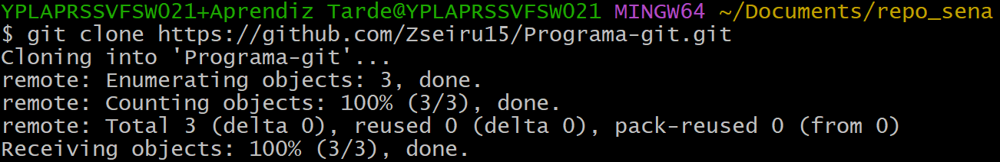 YPLAPRSSVFSW021+Aprendiz Tarde@YPLAPRSSVFSW021 MINGW64 ~/Documents/repo_sena
$ git clone https://github.com/Zseiru15/Programa-git.git
Cloning into 'Programa-git'...
remote: Enumerating objects: 3, done.
remote: Counting objects: 100% (3/3), done.
remote: Total 3 (delta 0), reused 0 (delta 0), pack-reused 0 (from 0)
Receiving objects: 100% (3/3), done.